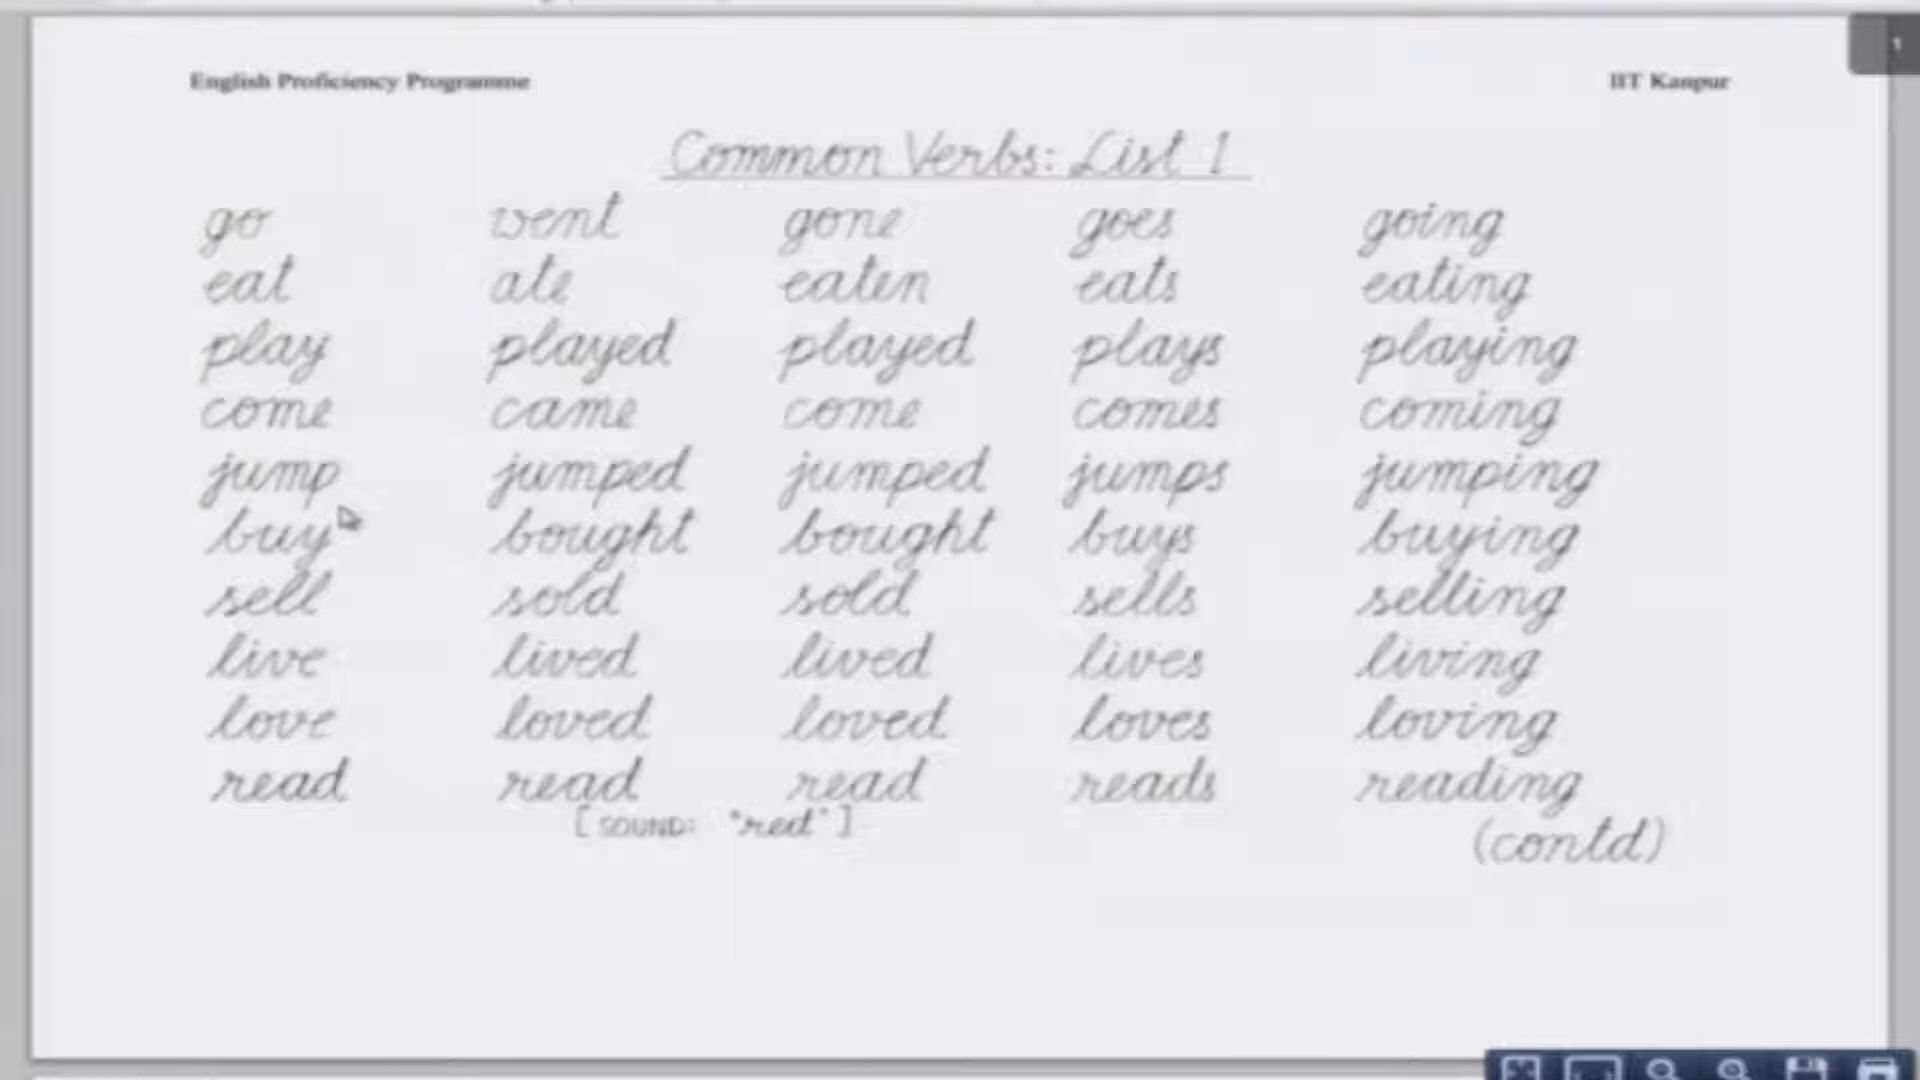 English Proficiency Programme IIT Kanpur
Common Verbs: List 1
go went gone goes going
eat ate eaten eats eating
play played played plays playing
come came come comes coming
jump jumped jumped jumps jumping
buy bought bought buys buying
sell sold sold sells selling
live lived lived lives living
love loved loved loves loving
read read read reads reading
[SOUND: "red"]
(contd)